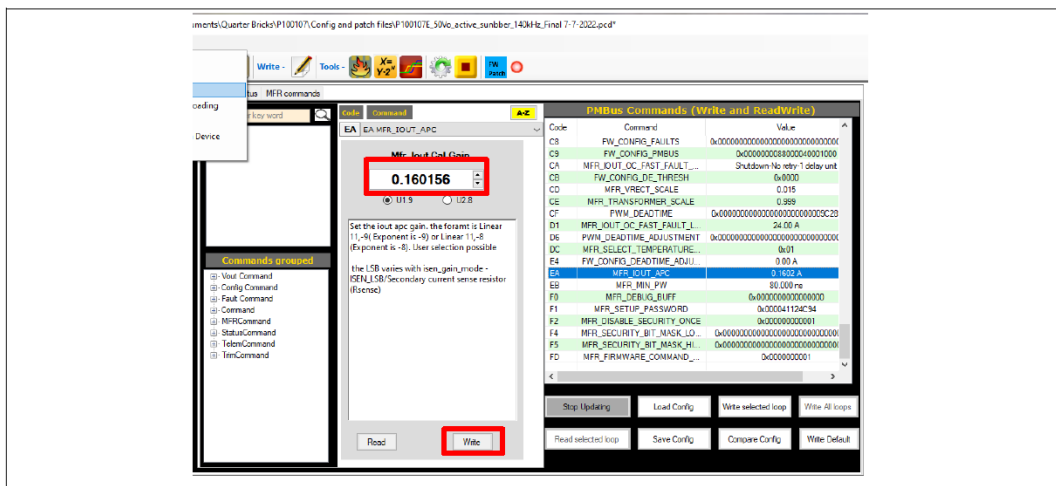 uments\Quarter Bricks\P100107\Config and patch files\P100107E_50Vo_active_sunbber_140kHz_Final 7-7-2022.pcd*
Write -
Tools -
X=
Y·2ⁿ
FW
Patch
tus MFR commands
oading
Device
r key word
Code Command A-Z
EA EA MFR_IOUT_APC
Mfr_Iout Cal Gain
0.160156
U1.9 U2.8
Set the iout apc gain. the foramt is Linear
11,-9( Exponent is -9) or Linear 11,-8
(Exponent is -8). User selection possible
the LSB varies with isen_gain_mode -
ISEN_LSB/Secondary current sense resistor
(Rsense)
Read Write
Commands grouped
Vout Command
Config Command
Fault Command
Command
MFRCommand
StatusCommand
TelemCommand
TrimCommand
PMBus Commands (Write and ReadWrite)
Code Command Value
C8 FW_CONFIG_FAULTS
C9 FW_CONFIG_PMBUS 0x0000000088000040001000
CA MFR_IOUT_OC_FAST_FAULT_... Shutdown-No retry-1 delay unit
CB FW_CONFIG_DE_THRESH 0x0000
CD MFR_VRECT_SCALE 0.015
CE MFR_TRANSFORMER_SCALE 0.999
CF PWM_DEADTIME
D1 MFR_IOUT_OC_FAST_FAULT_L... 24.00 A
D6 PWM_DEADTIME_ADJUSTMENT
DC MFR_SELECT_TEMPERATURE... 0x01
E4 FW_CONFIG_DEADTIME_ADJU... 0.00 A
EA MFR_IOUT_APC 0.1602 A
EB MFR_MIN_PW 80.000 ns
F0 MFR_DEBUG_BUFF 0x0000000000000000
F1 MFR_SETUP_PASSWORD 0x000041124C94
F2 MFR_DISABLE_SECURITY_ONCE 0x000000000001
F4 MFR_SECURITY_BIT_MASK_LO...
F5 MFR_SECURITY_BIT_MASK_HI...
FD MFR_FIRMWARE_COMMAND_... 0x0000000001
Stop Updating Load Config Write selected loop Write All loops
Read selected loop Save Config Compare Config Write Default